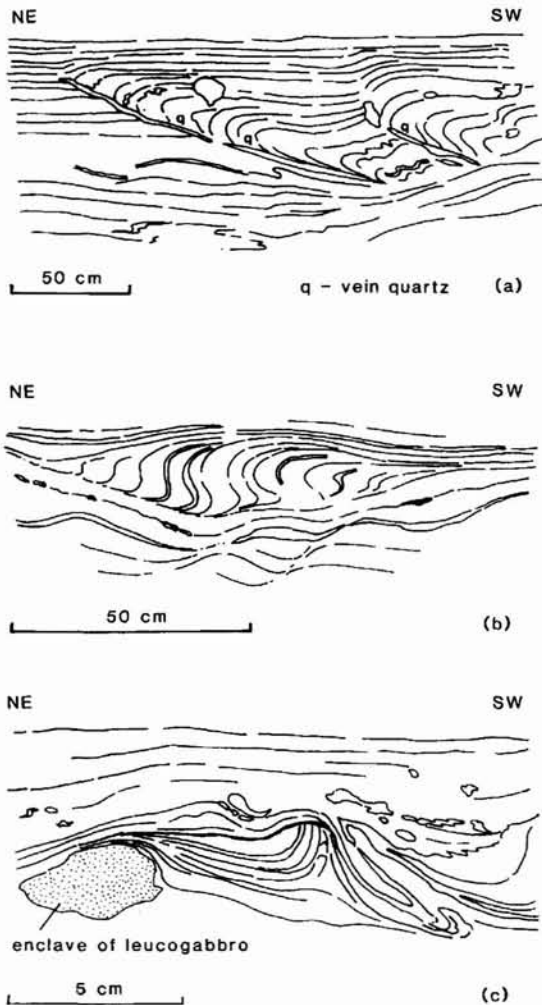 NE SW
q
q
q
50 cm q - vein quartz (a)
NE SW
50 cm (b)
NE SW
enclave of leucogabbro
5 cm (c)